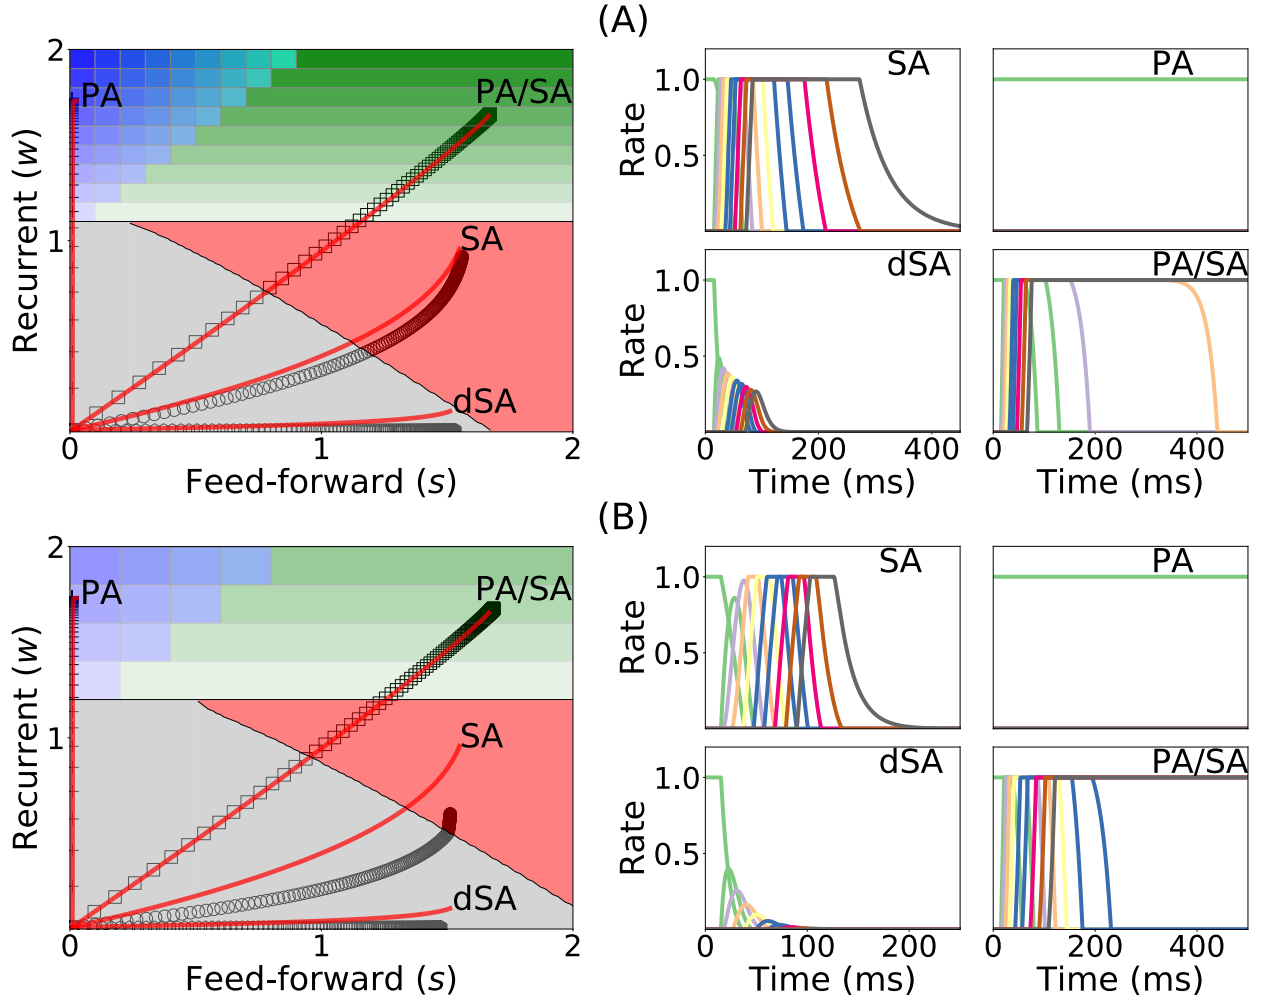 (A)
2
1
0
1
2
Recurrent (w)
Feed-forward (s)
PA
PA/SA
SA
dSA
SA
1.0
0.5
Rate
PA
dSA
1.0
0.5
Rate
0
200
400
Time (ms)
PA/SA
0
200
400
Time (ms)
(B)
2
1
0
1
2
Recurrent (w)
Feed-forward (s)
PA
PA/SA
SA
dSA
SA
1.0
0.5
Rate
PA
dSA
1.0
0.5
Rate
0
100
200
Time (ms)
PA/SA
0
200
400
Time (ms)